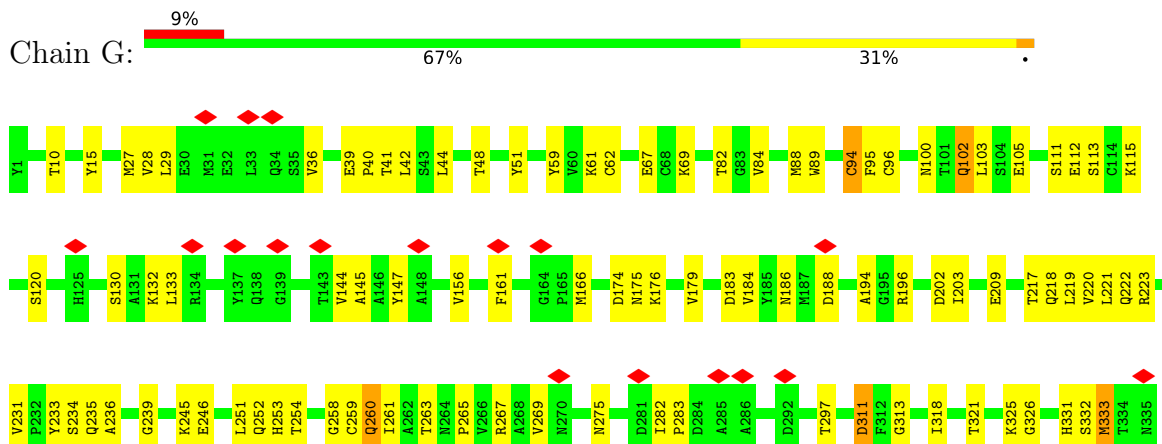 9%
Chain G:
67% 31% •
Y1 T10 Y15 M27 V28 L29 E30 M31 E32 L33 Q34 S35 V36 E39 P40 T41 L42 S43 L44 T48 Y51 Y59 V60 K61 C62 E67 C68 K69 T82 G83 V84 M88 W89 C94 F95 C96 N100 T101 Q102 L103 S104 E105 S111 E112 S113 C114 K115
S120 H125 S130 A131 K132 L133 R134 Y137 Q138 G139 T143 V144 A145 A146 Y147 A148 V156 F161 G164 P165 M166 D174 N175 K176 V179 D183 V184 Y185 N186 M187 D188 A194 G195 R196 D202 I203 E209 T217 Q218 L219 V220 L221 Q222 R223
V231 P232 Y233 S234 Q235 A236 G239 K245 E246 L251 Q252 H253 T254 G258 C259 Q260 I261 A262 T263 N264 P265 V266 R267 A268 V269 N270 N275 D281 I282 P283 D284 A285 A286 D292 T297 D311 F312 G313 I318 T321 K325 G326 H331 S332 M333 T334 N335